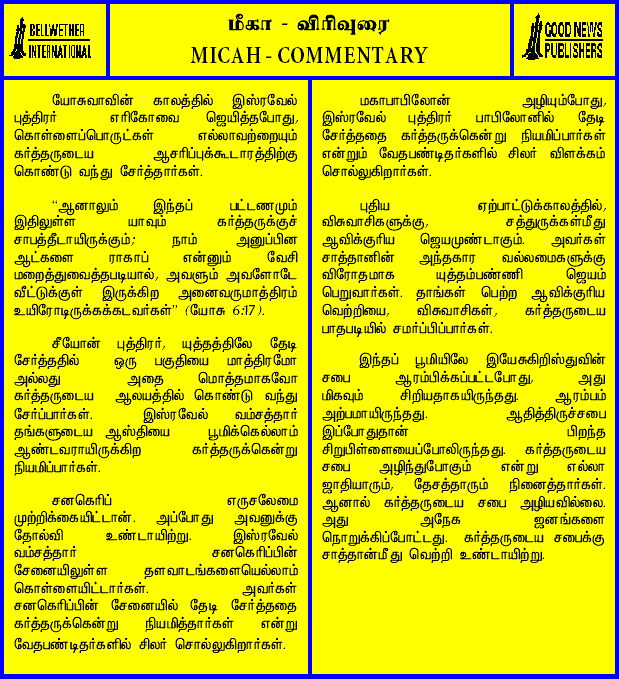 BELLWETHER
INTERNATIONAL
மீகா - விரிவுரை
MICAH - COMMENTARY
GOOD NEWS
PUBLISHERS
யோசுவாவின் காலத்தில் இஸ்ரவேல்
புத்திரர் எரிகோவை ஜெயித்தபோது,
கொள்ளைப்பொருட்கள் எல்லாவற்றையும்
கர்த்தருடைய ஆசரிப்புக்கூடாரத்திற்கு
கொண்டு வந்து சேர்த்தார்கள்.
“ஆனாலும் இந்தப் பட்டணமும்
இதிலுள்ள யாவும் கர்த்தருக்குச்
சாபத்தீடாயிருக்கும்; நாம் அனுப்பின
ஆட்களை ராகாப் என்னும் வேசி
மறைத்துவைத்தபடியால், அவளும் அவளோடே
வீட்டுக்குள் இருக்கிற அனைவருமாத்திரம்
உயிரோடிருக்கக்கடவர்கள்” (யோசு 6:17).
சீயோன் புத்திரர், யுத்தத்திலே தேடி
சேர்த்ததில் ஒரு பகுதியை மாத்திரமோ
அல்லது அதை மொத்தமாகவோ
கர்த்தருடைய ஆலயத்தில் கொண்டு வந்து
சேர்ப்பார்கள். இஸ்ரவேல் வம்சத்தார்
தங்களுடைய ஆஸ்தியை பூமிக்கெல்லாம்
ஆண்டவராயிருக்கிற கர்த்தருக்கென்று
நியமிப்பார்கள்.
சனகெரிப் எருசலேமை
முற்றிக்கையிட்டான். அப்போது அவனுக்கு
தோல்வி உண்டாயிற்று. இஸ்ரவேல்
வம்சத்தார் சனகெரிப்பின்
சேனையிலுள்ள தளவாடங்களையெல்லாம்
கொள்ளையிட்டார்கள். அவர்கள்
சனகெரிப்பின் சேனையில் தேடி சேர்த்ததை
கர்த்தருக்கென்று நியமித்தார்கள் என்று
வேதபண்டிதர்களில் சிலர் சொல்லுகிறார்கள்.
மகாபாபிலோன் அழியும்போது,
இஸ்ரவேல் புத்திரர் பாபிலோனில் தேடி
சேர்த்ததை கர்த்தருக்கென்று நியமிப்பார்கள்
என்றும் வேதபண்டிதர்களில் சிலர் விளக்கம்
சொல்லுகிறார்கள்.
புதிய ஏற்பாட்டுக்காலத்தில்,
விசுவாசிகளுக்கு, சத்துருக்கள்மீது
ஆவிக்குரிய ஜெயமுண்டாகும். அவர்கள்
சாத்தானின் அந்தகார வல்லமைகளுக்கு
விரோதமாக யுத்தம்பண்ணி ஜெயம்
பெறுவார்கள். தாங்கள் பெற்ற ஆவிக்குரிய
வெற்றியை, விசுவாசிகள், கர்த்தருடைய
பாதபடியில் சமர்ப்பிப்பார்கள்.
இந்தப் பூமியிலே இயேசுகிறிஸ்துவின்
சபை ஆரம்பிக்கப்பட்டபோது, அது
மிகவும் சிறியதாகயிருந்தது. ஆரம்பம்
அற்பமாயிருந்தது. ஆதித்திருச்சபை
இப்போதுதான் பிறந்த
சிறுபிள்ளையைப்போலிருந்தது. கர்த்தருடைய
சபை அழிந்துபோகும் என்று எல்லா
ஜாதியாரும், தேசத்தாரும் நினைத்தார்கள்.
ஆனால் கர்த்தருடைய சபை அழியவில்லை.
அது அநேக ஜனங்களை
நொறுக்கிப்போட்டது. கர்த்தருடைய சபைக்கு
சாத்தான்மீது வெற்றி உண்டாயிற்று.